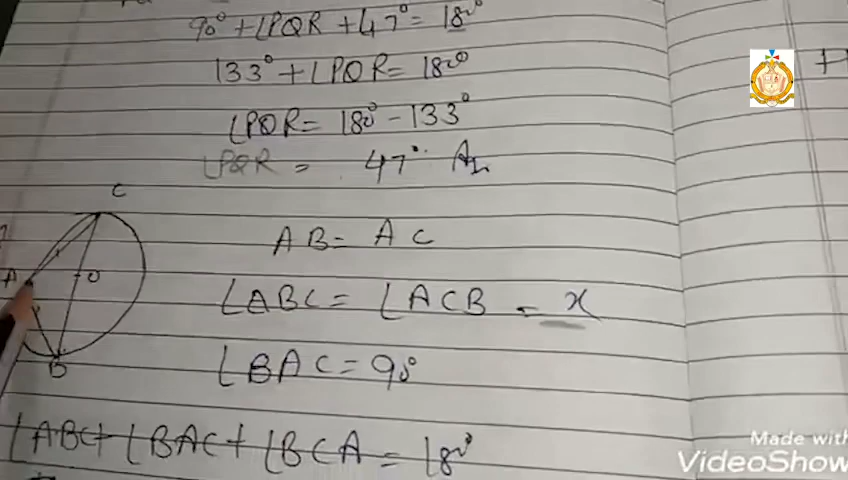 90° + ∠PQR + 47° = 180°
133° + ∠PQR = 180°
∠PQR = 180° - 133°
∠PQR = 47° Ans
C
AB = AC
A
O
∠ABC = ∠ACB = x
B
∠BAC = 90°
∠ABC + ∠BAC + ∠BCA = 180°
Made with
VideoShow